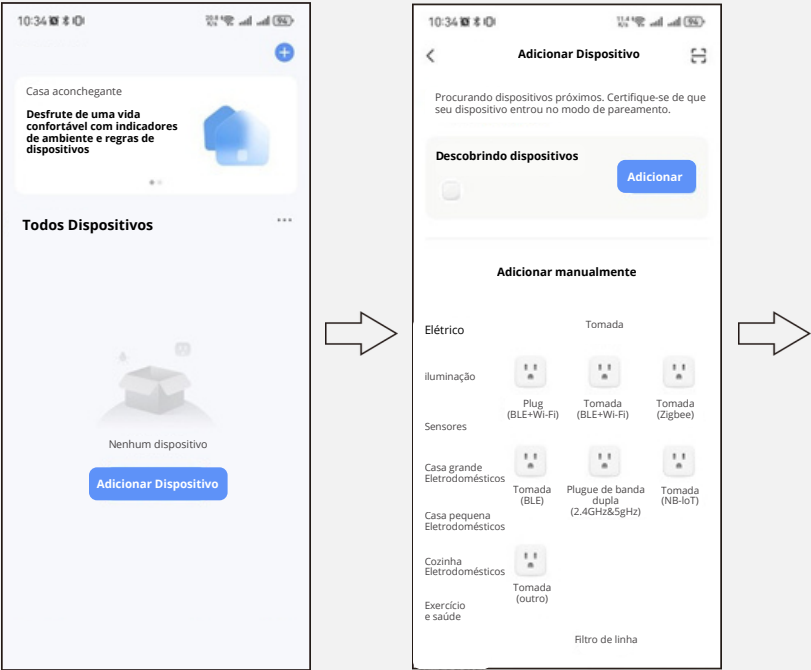 10:34
94
Casa aconchegante
Desfrute de uma vida
confortável com indicadores
de ambiente e regras de
dispositivos
Todos Dispositivos
Nenhum dispositivo
Adicionar Dispositivo
10:34
94
Adicionar Dispositivo
Procurando dispositivos próximos. Certifique-se de que
seu dispositivo entrou no modo de pareamento.
Descobrindo dispositivos
Adicionar
Adicionar manualmente
Elétrico
iluminação
Sensores
Casa grande
Eletrodomésticos
Casa pequena
Eletrodomésticos
Cozinha
Eletrodomésticos
Exercício
e saúde
Tomada
Plug
(BLE+Wi-Fi)
Tomada
(BLE+Wi-Fi)
Tomada
(Zigbee)
Tomada
(BLE)
Plugue de banda
dupla
(2.4GHz&5gHz)
Tomada
(NB-IoT)
Tomada
(outro)
Filtro de linha